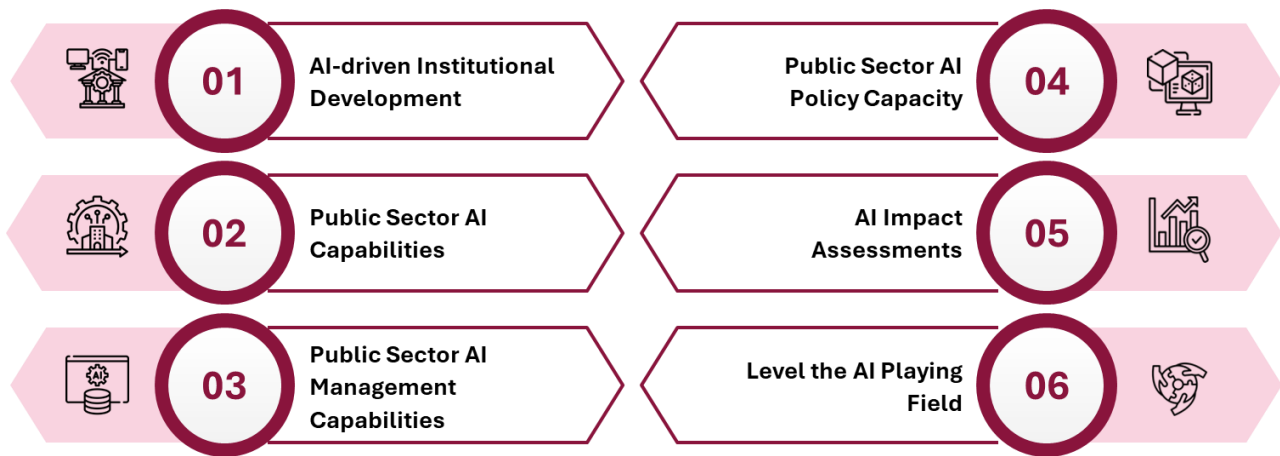 01
AI-driven Institutional
Development
02
Public Sector AI
Capabilities
03
Public Sector AI
Management
Capabilities
AI
04
Public Sector AI
Policy Capacity
05
AI Impact
Assessments
06
Level the AI Playing
Field